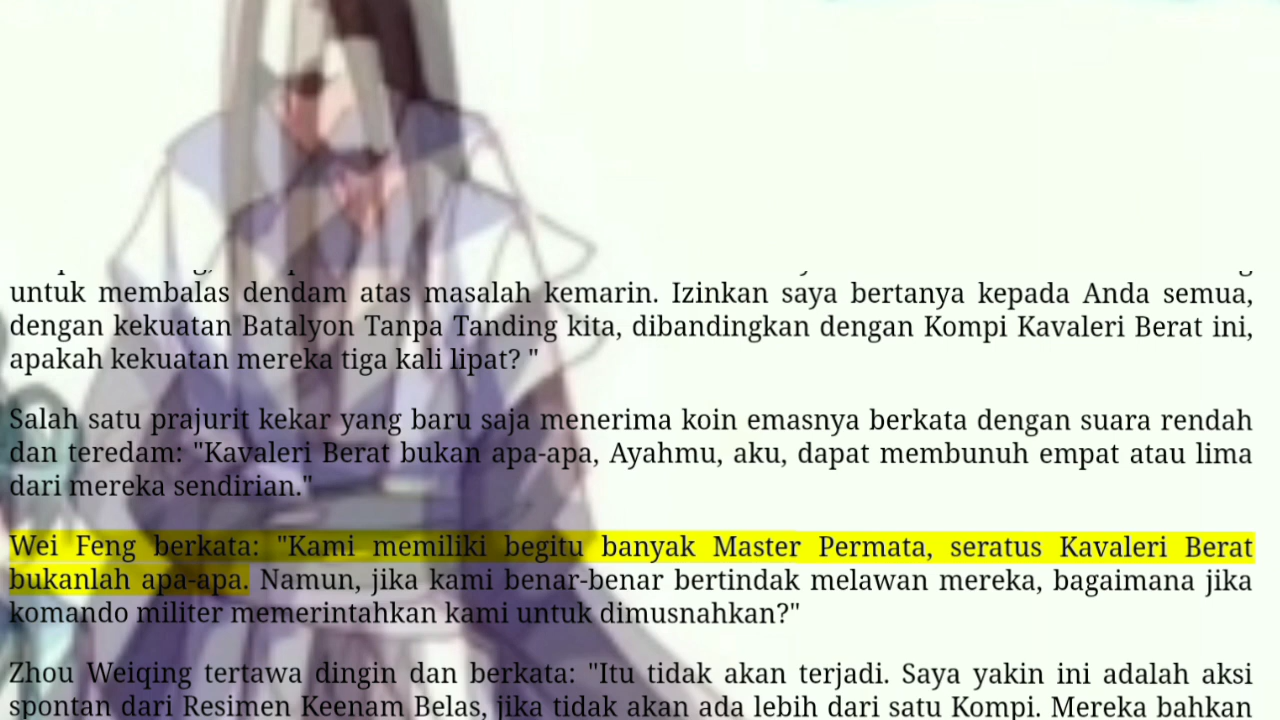 untuk membalas dendam atas masalah kemarin. Izinkan saya bertanya kepada Anda semua,
dengan kekuatan Batalyon Tanpa Tanding kita, dibandingkan dengan Kompi Kavaleri Berat ini,
apakah kekuatan mereka tiga kali lipat? "
Salah satu prajurit kekar yang baru saja menerima koin emasnya berkata dengan suara rendah
dan teredam: "Kavaleri Berat bukan apa-apa, Ayahmu, aku, dapat membunuh empat atau lima
dari mereka sendirian."
Wei Feng berkata: "Kami memiliki begitu banyak Master Permata, seratus Kavaleri Berat
bukanlah apa-apa. Namun, jika kami benar-benar bertindak melawan mereka, bagaimana jika
komando militer memerintahkan kami untuk dimusnahkan?"
Zhou Weiqing tertawa dingin dan berkata: "Itu tidak akan terjadi. Saya yakin ini adalah aksi
spontan dari Resimen Keenam Belas, jika tidak akan ada lebih dari satu Kompi. Mereka bahkan